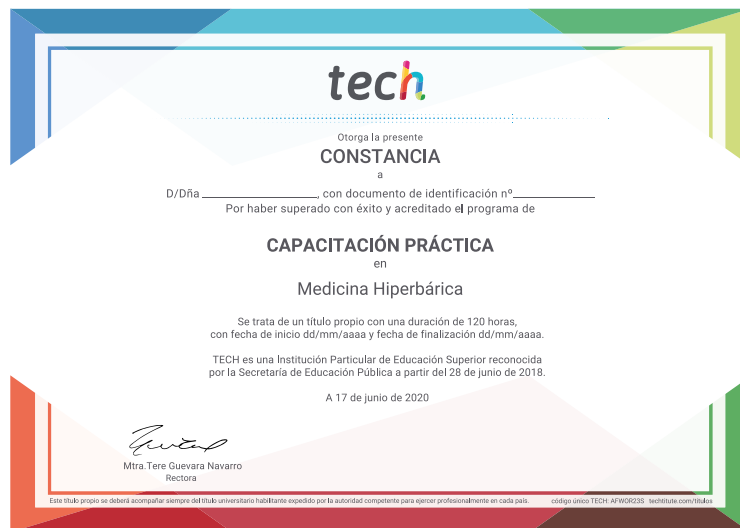 tech
Otorga la presente
CONSTANCIA
a
D/Dña ____________________, con documento de identificación nº______________
Por haber superado con éxito y acreditado el programa de
CAPACITACIÓN PRÁCTICA
en
Medicina Hiperbárica
Se trata de un título propio con una duración de 120 horas,
con fecha de inicio dd/mm/aaaa y fecha de finalización dd/mm/aaaa.
TECH es una Institución Particular de Educación Superior reconocida
por la Secretaría de Educación Pública a partir del 28 de junio de 2018.
A 17 de junio de 2020
Mtra.Tere Guevara Navarro
Rectora
Este título propio se deberá acompañar siempre del título universitario habilitante expedido por la autoridad competente para ejercer profesionalmente en cada país. código único TECH: AFWOR23S techtitute.com/titulos